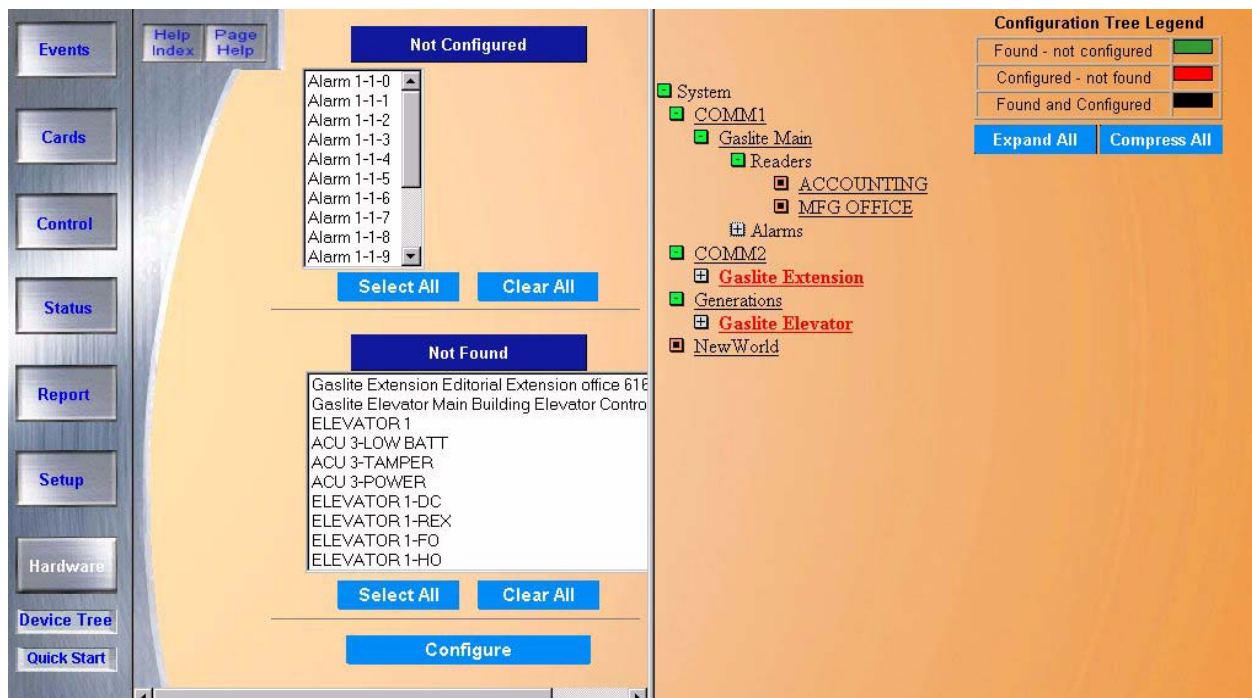 Events
Cards
Control
Status
Report
Setup
Hardware
Device Tree
Quick Start
Help Index
Page Help
Not Configured
Alarm 1-1-0
Alarm 1-1-1
Alarm 1-1-2
Alarm 1-1-3
Alarm 1-1-4
Alarm 1-1-5
Alarm 1-1-6
Alarm 1-1-7
Alarm 1-1-8
Alarm 1-1-9
Select All Clear All
Not Found
Gaslite Extension Editorial Extension office 616
Gaslite Elevator Main Building Elevator Contro
ELEVATOR 1
ACU 3-LOW BATT
ACU 3-TAMPER
ACU 3-POWER
ELEVATOR 1-DC
ELEVATOR 1-REX
ELEVATOR 1-FO
ELEVATOR 1-HO
Select All Clear All
Configure
System
COMM1
Gaslite Main
Readers
ACCOUNTING
MFG OFFICE
Alarms
COMM2
Gaslite Extension
Generations
Gaslite Elevator
NewWorld
Configuration Tree Legend
Found - not configured
Configured - not found
Found and Configured
Expand All Compress All